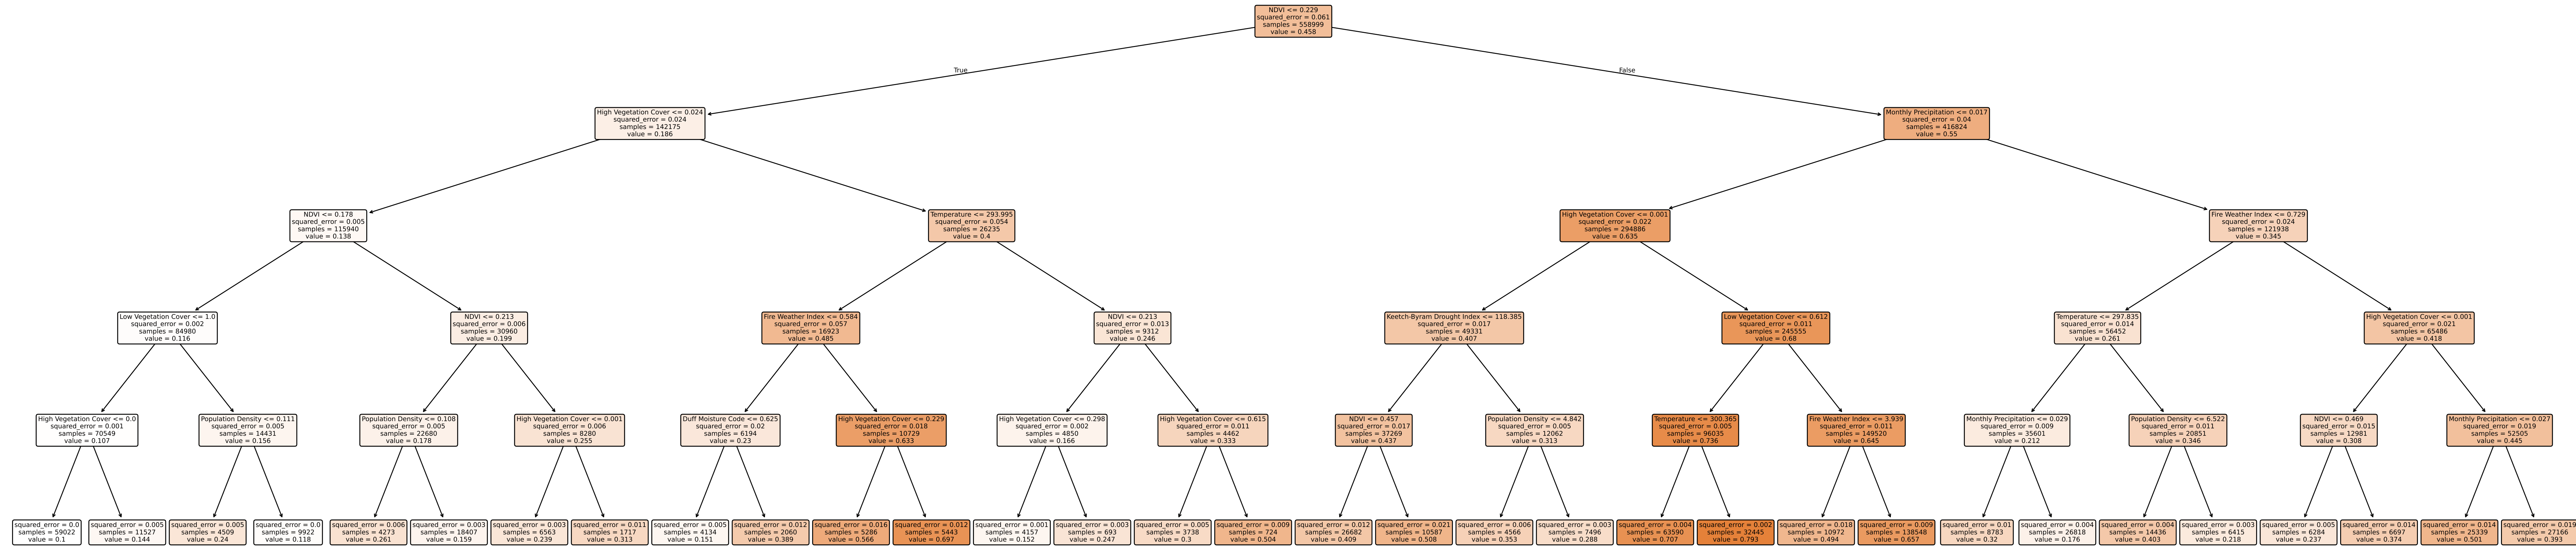 NDVI <= 0.229
squared_error = 0.061
samples = 558999
value = 0.458
True
False
High Vegetation Cover <= 0.024
squared_error = 0.024
samples = 142175
value = 0.186
Monthly Precipitation <= 0.017
squared_error = 0.04
samples = 416824
value = 0.55
NDVI <= 0.178
squared_error = 0.005
samples = 115940
value = 0.138
Temperature <= 293.995
squared_error = 0.054
samples = 26235
value = 0.4
High Vegetation Cover <= 0.001
squared_error = 0.022
samples = 294886
value = 0.635
Fire Weather Index <= 0.729
squared_error = 0.024
samples = 121938
value = 0.345
Low Vegetation Cover <= 1.0
squared_error = 0.002
samples = 84980
value = 0.116
NDVI <= 0.213
squared_error = 0.006
samples = 30960
value = 0.199
Fire Weather Index <= 0.584
squared_error = 0.057
samples = 16923
value = 0.485
NDVI <= 0.213
squared_error = 0.013
samples = 9312
value = 0.246
Keetch-Byram Drought Index <= 118.385
squared_error = 0.017
samples = 49331
value = 0.407
Low Vegetation Cover <= 0.612
squared_error = 0.011
samples = 245555
value = 0.68
Temperature <= 297.835
squared_error = 0.014
samples = 56452
value = 0.261
High Vegetation Cover <= 0.001
squared_error = 0.021
samples = 65486
value = 0.418
High Vegetation Cover <= 0.0
squared_error = 0.001
samples = 70549
value = 0.107
Population Density <= 0.111
squared_error = 0.005
samples = 14431
value = 0.156
Population Density <= 0.108
squared_error = 0.005
samples = 22680
value = 0.178
High Vegetation Cover <= 0.001
squared_error = 0.006
samples = 8280
value = 0.255
Duff Moisture Code <= 0.625
squared_error = 0.02
samples = 6194
value = 0.23
High Vegetation Cover <= 0.229
squared_error = 0.018
samples = 10729
value = 0.633
High Vegetation Cover <= 0.298
squared_error = 0.002
samples = 4850
value = 0.166
High Vegetation Cover <= 0.615
squared_error = 0.011
samples = 4462
value = 0.333
NDVI <= 0.457
squared_error = 0.017
samples = 37269
value = 0.437
Population Density <= 4.842
squared_error = 0.005
samples = 12062
value = 0.313
Temperature <= 300.365
squared_error = 0.005
samples = 96035
value = 0.736
Fire Weather Index <= 3.939
squared_error = 0.011
samples = 149520
value = 0.645
Monthly Precipitation <= 0.029
squared_error = 0.009
samples = 35601
value = 0.212
Population Density <= 6.522
squared_error = 0.011
samples = 20851
value = 0.346
NDVI <= 0.469
squared_error = 0.015
samples = 12981
value = 0.308
Monthly Precipitation <= 0.027
squared_error = 0.019
samples = 52505
value = 0.445
squared_error = 0.0
samples = 59022
value = 0.1
squared_error = 0.005
samples = 11527
value = 0.144
squared_error = 0.005
samples = 4509
value = 0.24
squared_error = 0.0
samples = 9922
value = 0.118
squared_error = 0.006
samples = 4273
value = 0.261
squared_error = 0.003
samples = 18407
value = 0.159
squared_error = 0.003
samples = 6563
value = 0.239
squared_error = 0.011
samples = 1717
value = 0.313
squared_error = 0.005
samples = 4134
value = 0.151
squared_error = 0.012
samples = 2060
value = 0.389
squared_error = 0.016
samples = 5286
value = 0.566
squared_error = 0.012
samples = 5443
value = 0.697
squared_error = 0.001
samples = 4157
value = 0.152
squared_error = 0.003
samples = 693
value = 0.247
squared_error = 0.005
samples = 3738
value = 0.3
squared_error = 0.009
samples = 724
value = 0.504
squared_error = 0.012
samples = 26682
value = 0.409
squared_error = 0.021
samples = 10587
value = 0.508
squared_error = 0.006
samples = 4566
value = 0.353
squared_error = 0.003
samples = 7496
value = 0.288
squared_error = 0.004
samples = 63590
value = 0.707
squared_error = 0.002
samples = 32445
value = 0.793
squared_error = 0.018
samples = 10972
value = 0.494
squared_error = 0.009
samples = 138548
value = 0.657
squared_error = 0.01
samples = 8783
value = 0.32
squared_error = 0.004
samples = 26818
value = 0.176
squared_error = 0.004
samples = 14436
value = 0.403
squared_error = 0.003
samples = 6415
value = 0.218
squared_error = 0.005
samples = 6284
value = 0.237
squared_error = 0.014
samples = 6697
value = 0.374
squared_error = 0.014
samples = 25339
value = 0.501
squared_error = 0.019
samples = 27166
value = 0.393